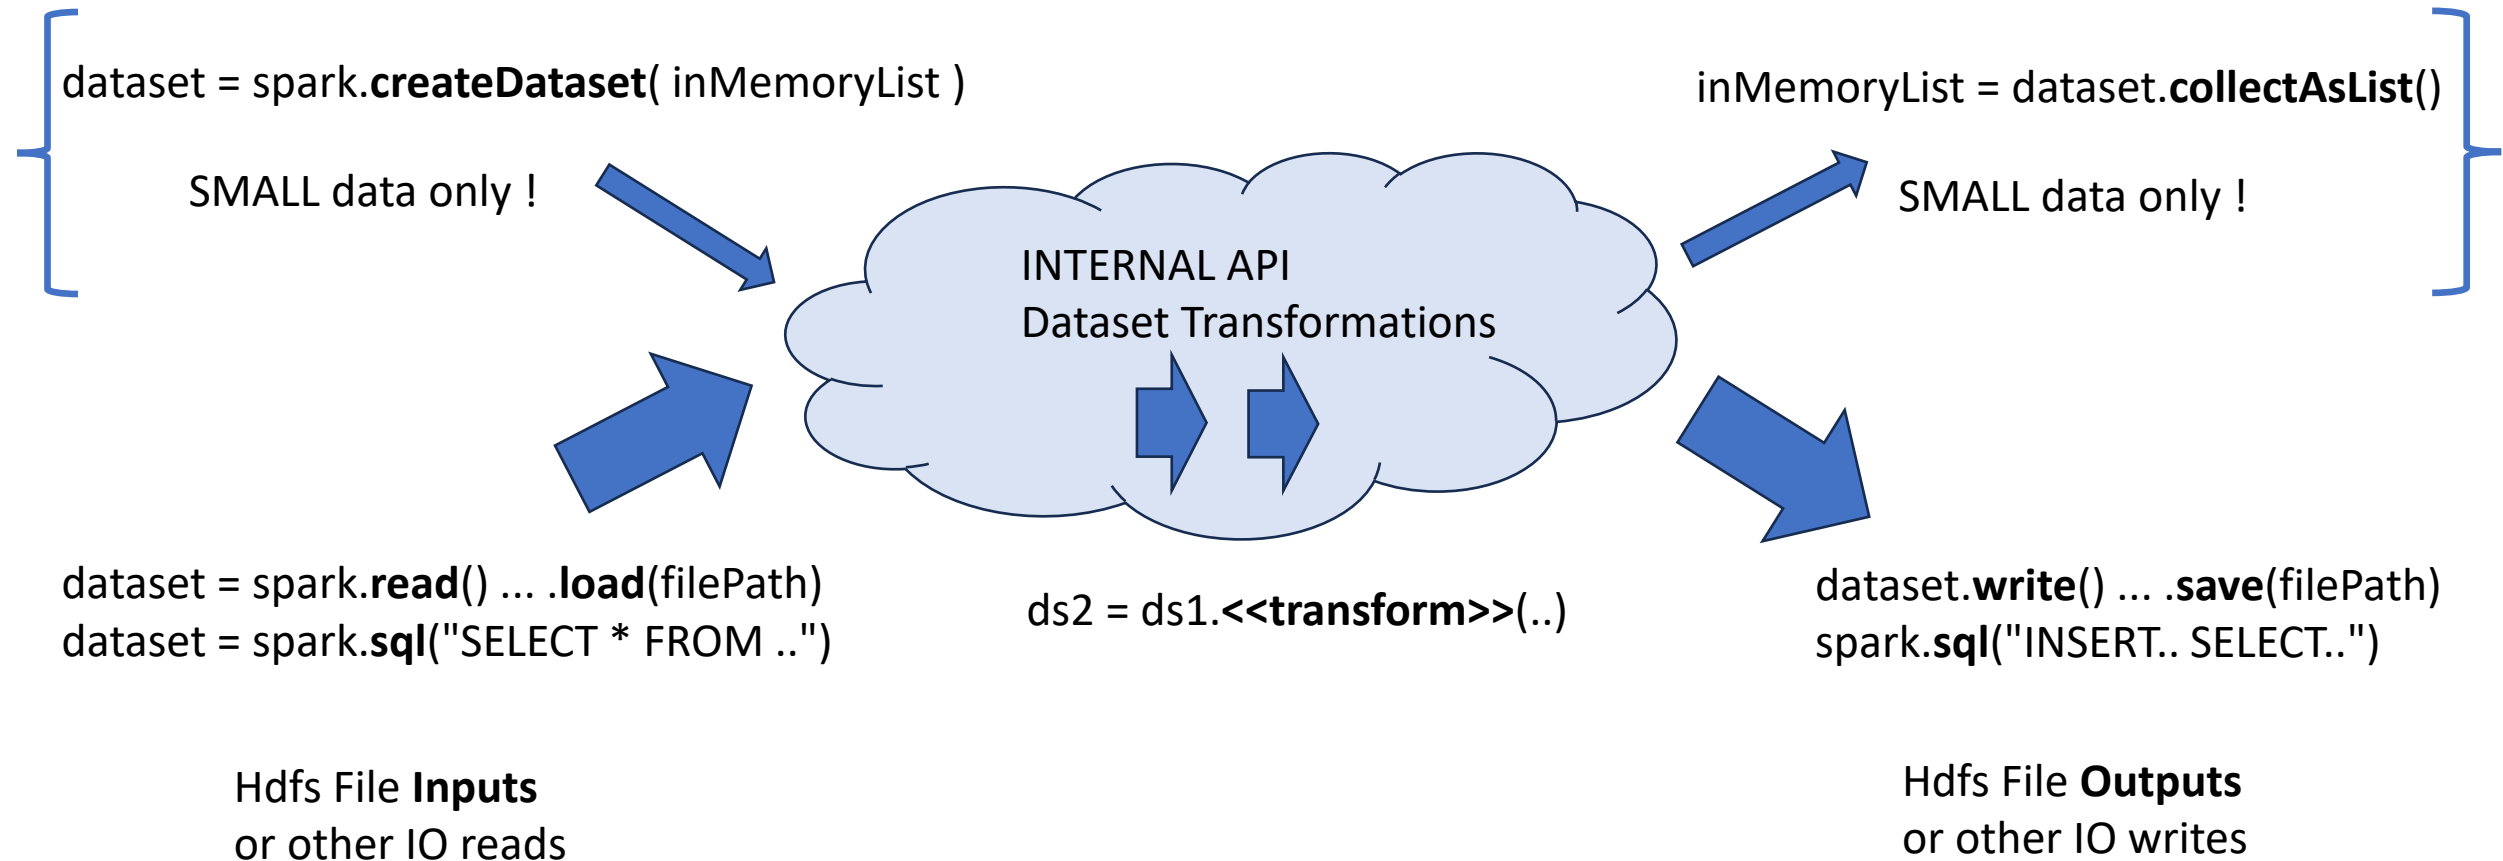 dataset = spark.createDataset( inMemoryList )
SMALL data only !
inMemoryList = dataset.collectAsList()
SMALL data only !
INTERNAL API
Dataset Transformations
dataset = spark.read() ... .load(filePath)
dataset = spark.sql("SELECT * FROM ..")
ds2 = ds1.<<transform>>(..)
dataset.write() ... .save(filePath)
spark.sql("INSERT.. SELECT..")
Hdfs File Inputs
or other IO reads
Hdfs File Outputs
or other IO writes